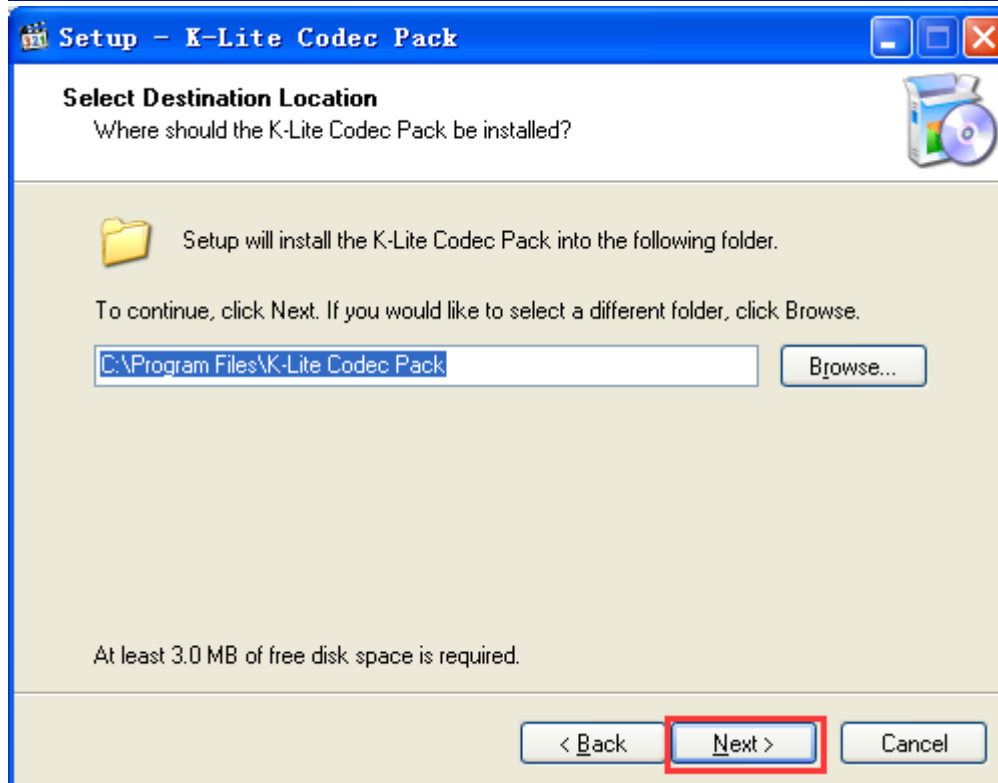 Setup - K-Lite Codec Pack
Select Destination Location
Where should the K-Lite Codec Pack be installed?
Setup will install the K-Lite Codec Pack into the following folder.
To continue, click Next. If you would like to select a different folder, click Browse.
C:\Program Files\K-Lite Codec Pack
Browse...
At least 3.0 MB of free disk space is required.
< Back
Next >
Cancel